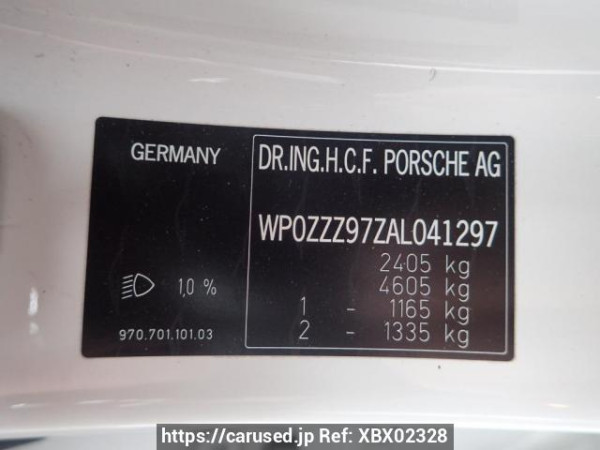 GERMANY
DR.ING.H.C.F. PORSCHE AG
WP0ZZZ97ZAL041297
2405 kg
4605 kg
1 - 1165 kg
2 - 1335 kg
1,0 %
970.701.101.03
https://carused.jp Ref: XBX02328